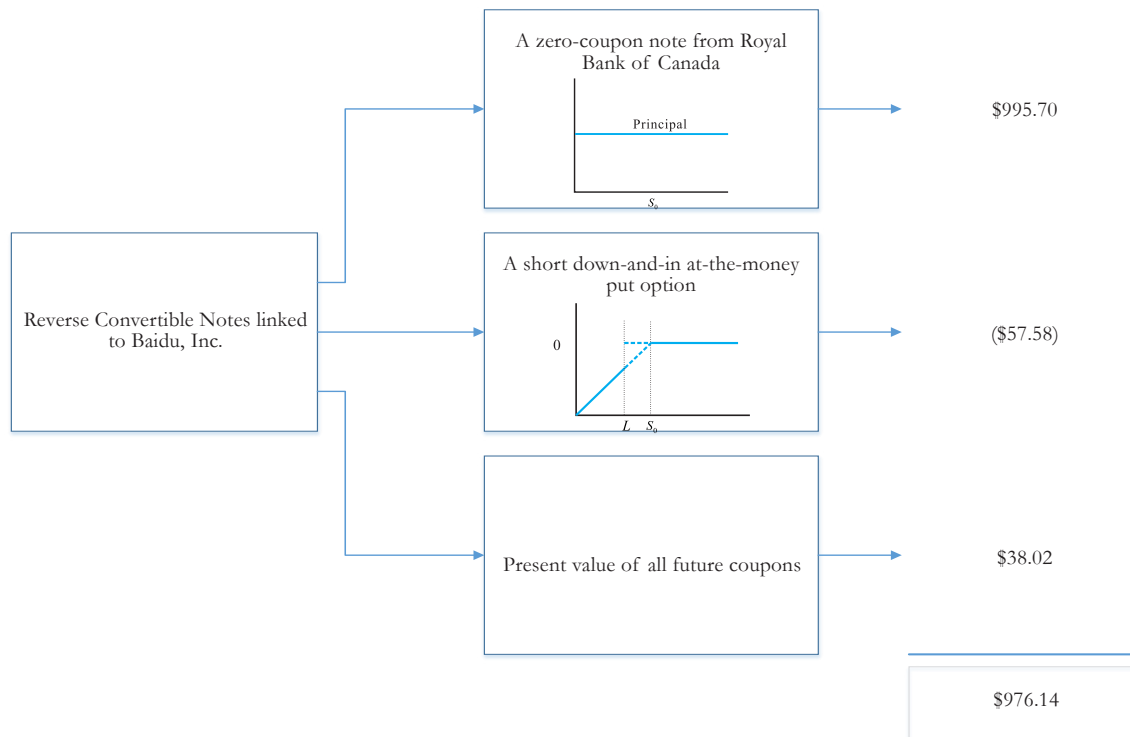 A zero-coupon note from Royal
Bank of Canada
Principal
S₀
$995.70
Reverse Convertible Notes linked
to Baidu, Inc.
A short down-and-in at-the-money
put option
0
L S₀
($57.58)
Present value of all future coupons
$38.02
$976.14